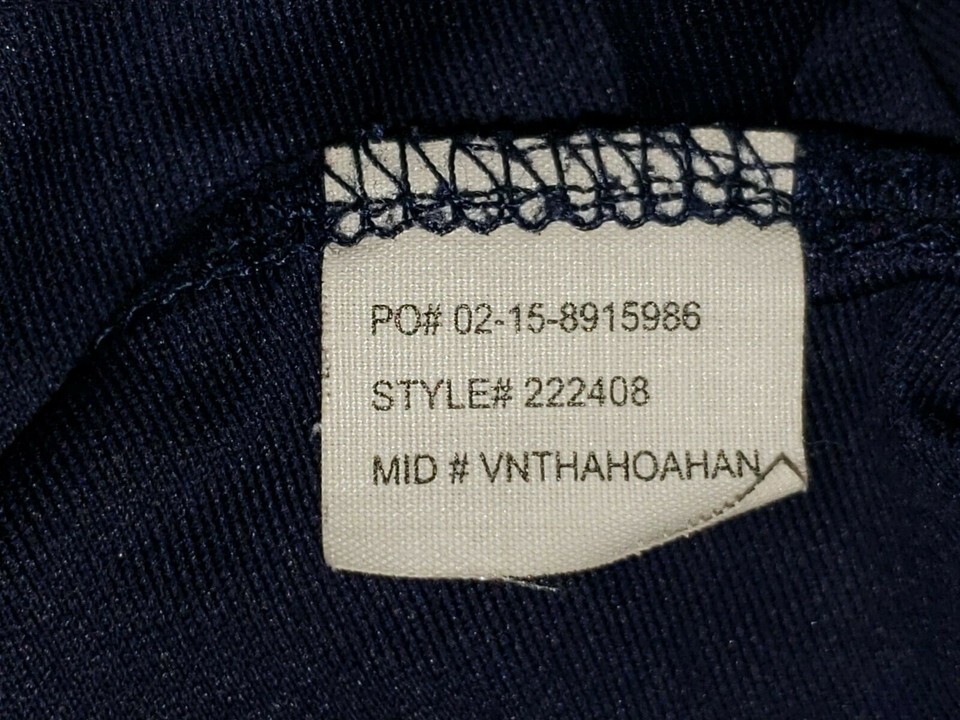 PO# 02-15-8915986
STYLE# 222408
MID # VNTHAHOAHAN